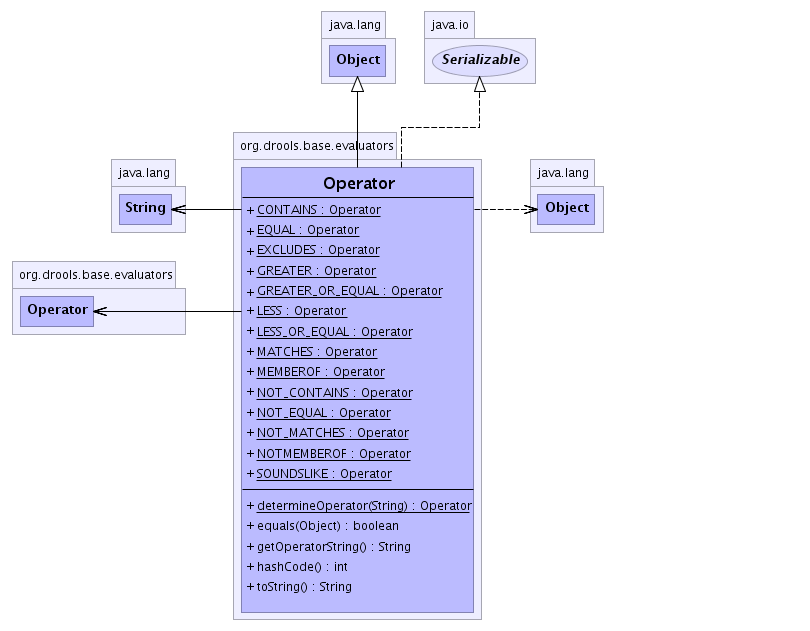 java.lang
Object
java.io
Serializable
org.drools.base.evaluators
Operator
java.lang
String
java.lang
Object
org.drools.base.evaluators
Operator
+ CONTAINS : Operator
+ EQUAL : Operator
+ EXCLUDES : Operator
+ GREATER : Operator
+ GREATER_OR_EQUAL : Operator
+ LESS : Operator
+ LESS_OR_EQUAL : Operator
+ MATCHES : Operator
+ MEMBEROF : Operator
+ NOT_CONTAINS : Operator
+ NOT_EQUAL : Operator
+ NOT_MATCHES : Operator
+ NOTMEMBEROF : Operator
+ SOUNDSLIKE : Operator
+ determineOperator(String) : Operator
+ equals(Object) : boolean
+ getOperatorString() : String
+ hashCode() : int
+ toString() : String